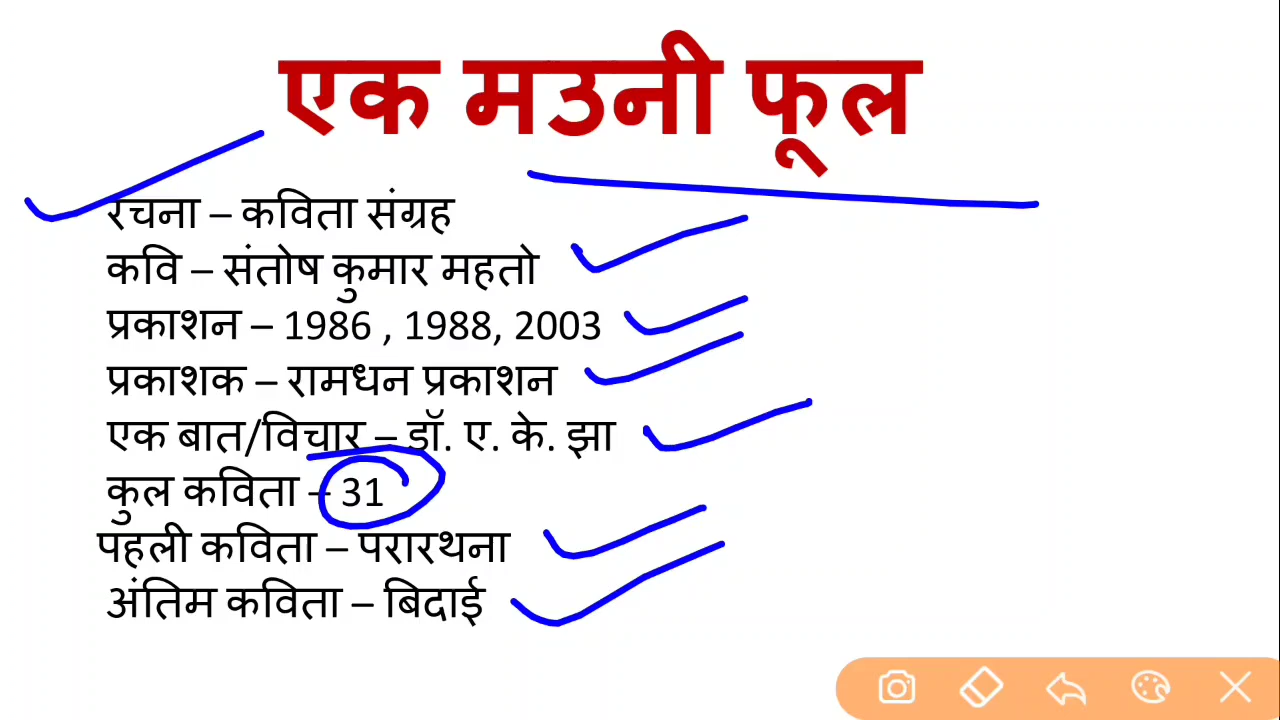 एक मउनी फूल
रचना – कविता संग्रह
कवि – संतोष कुमार महतो
प्रकाशन – 1986 , 1988, 2003
प्रकाशक – रामधन प्रकाशन
एक बात/विचार – डॉ. ए. के. झा
कुल कविता – 31
पहली कविता – परारथना
अंतिम कविता – बिदाई